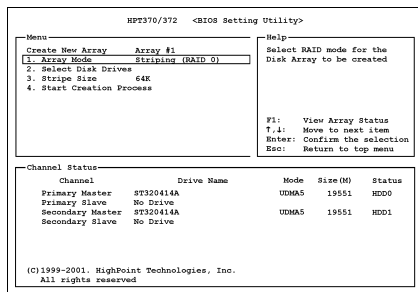 HPT370/372 <BIOS Setting Utility>
Menu
Create New Array Array #1
1. Array Mode Striping (RAID 0)
2. Select Disk Drives
3. Stripe Size 64K
4. Start Creation Process
Help
Select RAID mode for the
Disk Array to be created
F1: View Array Status
↑,↓: Move to next item
Enter: Confirm the selection
Esc: Return to top menu
Channel Status
Channel Drive Name Mode Size(M) Status
Primary Master ST320414A UDMA5 19551 HDD0
Primary Slave No Drive
Secondary Master ST320414A UDMA5 19551 HDD1
Secondary Slave No Drive
(C)1999-2001. HighPoint Technologies, Inc.
All rights reserved